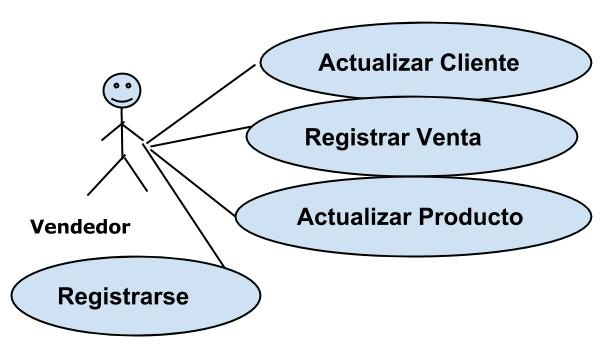 Actualizar Cliente
Registrar Venta
Actualizar Producto
Vendedor
Registrarse